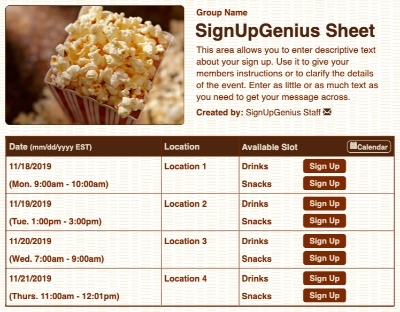 Group Name
SignUpGenius Sheet
This area allows you to enter descriptive text
about your sign up. Use it to give your
members instructions or to clarify the details
of the event. Enter as little or as much text as
you need to get your message across.
Created by: SignUpGenius Staff
Date (mm/dd/yyyy EST) Location Available Slot Calendar
11/18/2019 Location 1 Drinks Sign Up
(Mon. 9:00am - 10:00am) Snacks Sign Up
11/19/2019 Location 2 Drinks Sign Up
(Tue. 1:00pm - 3:00pm) Snacks Sign Up
11/20/2019 Location 3 Drinks Sign Up
(Wed. 7:00am - 9:00am) Snacks Sign Up
11/21/2019 Location 4 Drinks Sign Up
(Thurs. 11:00am - 12:01pm) Snacks Sign Up